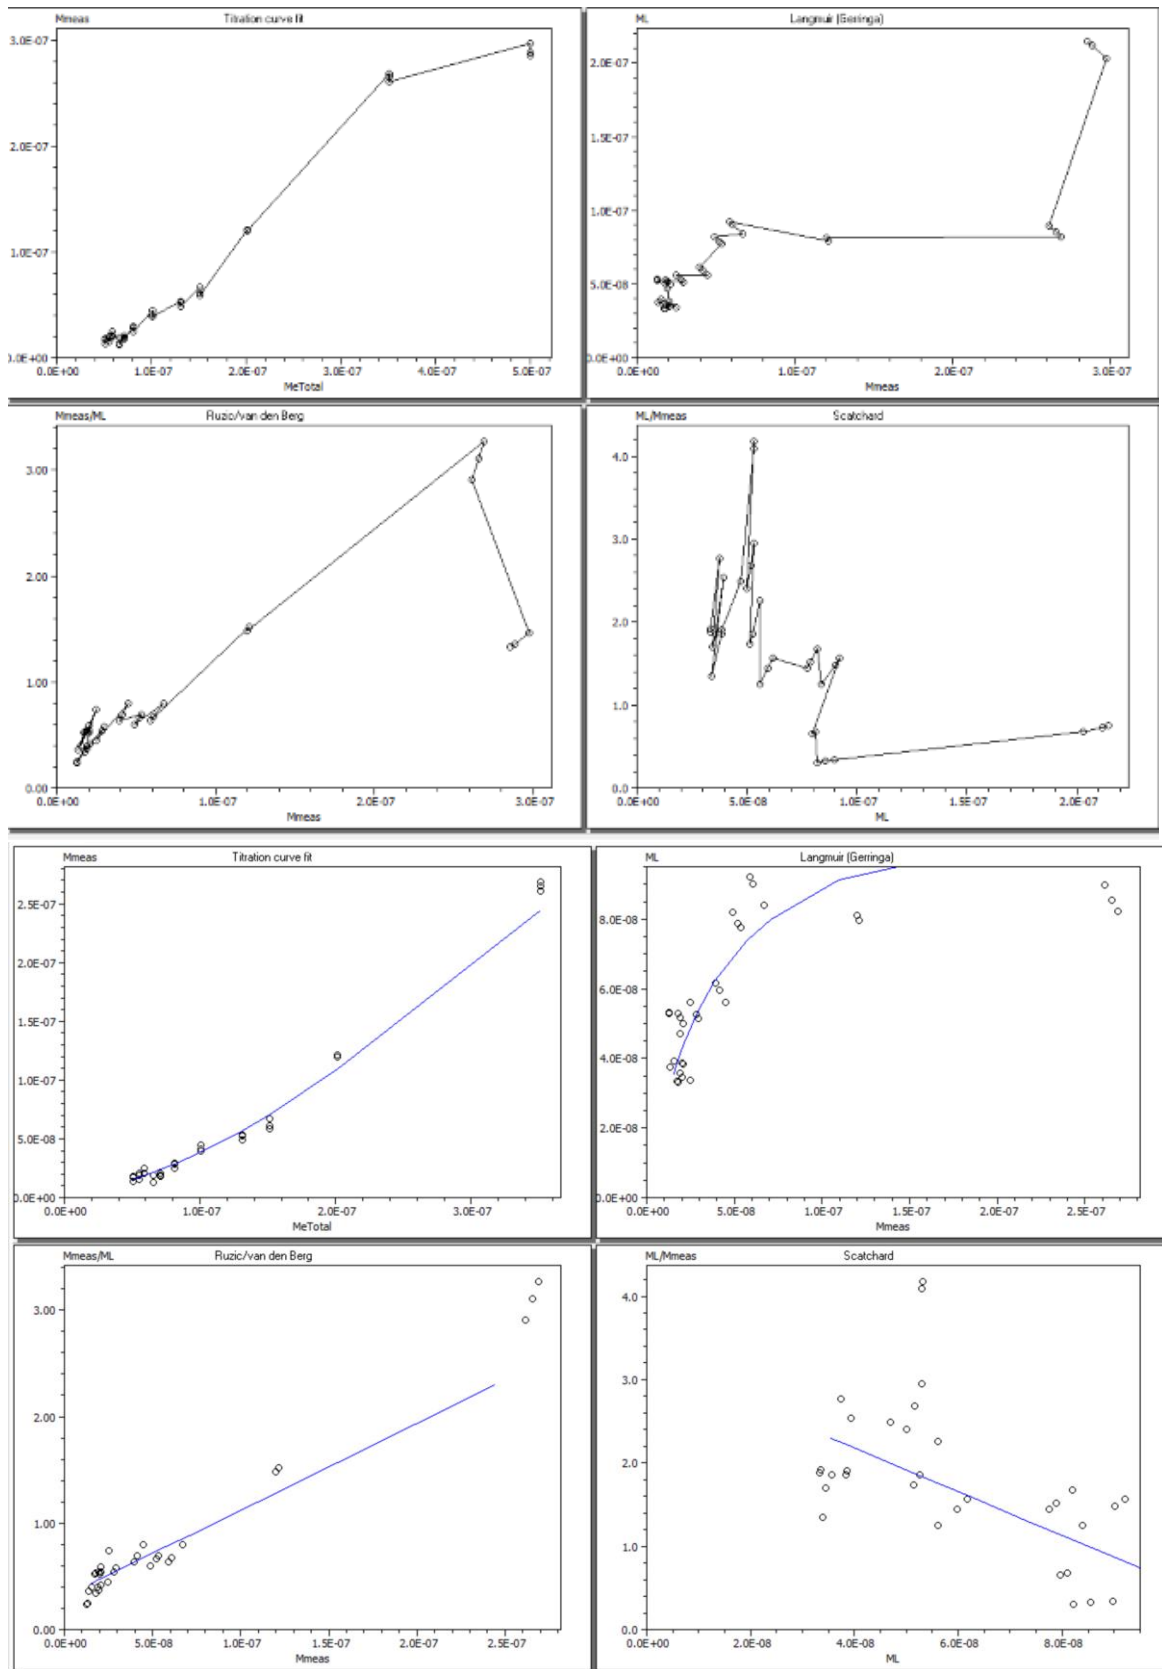 Mmeas Titration curve fit
3.0E-07
2.0E-07
1.0E-07
0.0E+00
0.0E+00 1.0E-07 2.0E-07 3.0E-07 4.0E-07 5.0E-07
MeTotal
ML Langmuir (Gerringa)
2.0E-07
1.5E-07
1.0E-07
5.0E-08
0.0E+00
0.0E+00 1.0E-07 2.0E-07 3.0E-07
Mmeas
Mmeas/ML Ruzic/van den Berg
3.00
2.00
1.00
0.00
0.0E+00 1.0E-07 2.0E-07 3.0E-07
Mmeas
ML/Mmeas Scatchard
4.0
3.0
2.0
1.0
0.0
0.0E+00 5.0E-08 1.0E-07 1.5E-07 2.0E-07
ML
Mmeas Titration curve fit
2.5E-07
2.0E-07
1.5E-07
1.0E-07
5.0E-08
0.0E+00
0.0E+00 1.0E-07 2.0E-07 3.0E-07
MeTotal
ML Langmuir (Gerringa)
8.0E-08
6.0E-08
4.0E-08
2.0E-08
0.0E+00
0.0E+00 5.0E-08 1.0E-07 1.5E-07 2.0E-07 2.5E-07
Mmeas
Mmeas/ML Ruzic/van den Berg
3.00
2.00
1.00
0.00
0.0E+00 5.0E-08 1.0E-07 1.5E-07 2.0E-07 2.5E-07
Mmeas
ML/Mmeas Scatchard
4.0
3.0
2.0
1.0
0.0
0.0E+00 2.0E-08 4.0E-08 6.0E-08 8.0E-08
ML